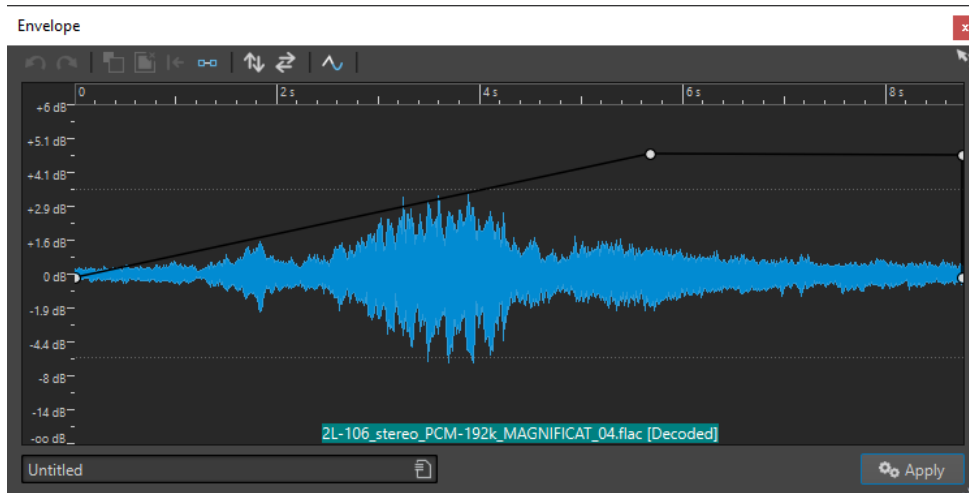 Envelope
x
0 2 s 4 s 6 s 8 s
+6 dB
+5.1 dB
+4.1 dB
+2.9 dB
+1.6 dB
0 dB
-1.9 dB
-4.4 dB
-8 dB
-14 dB
-oo dB
2L-106_stereo_PCM-192k_MAGNIFICAT_04.flac [Decoded]
Untitled
Apply